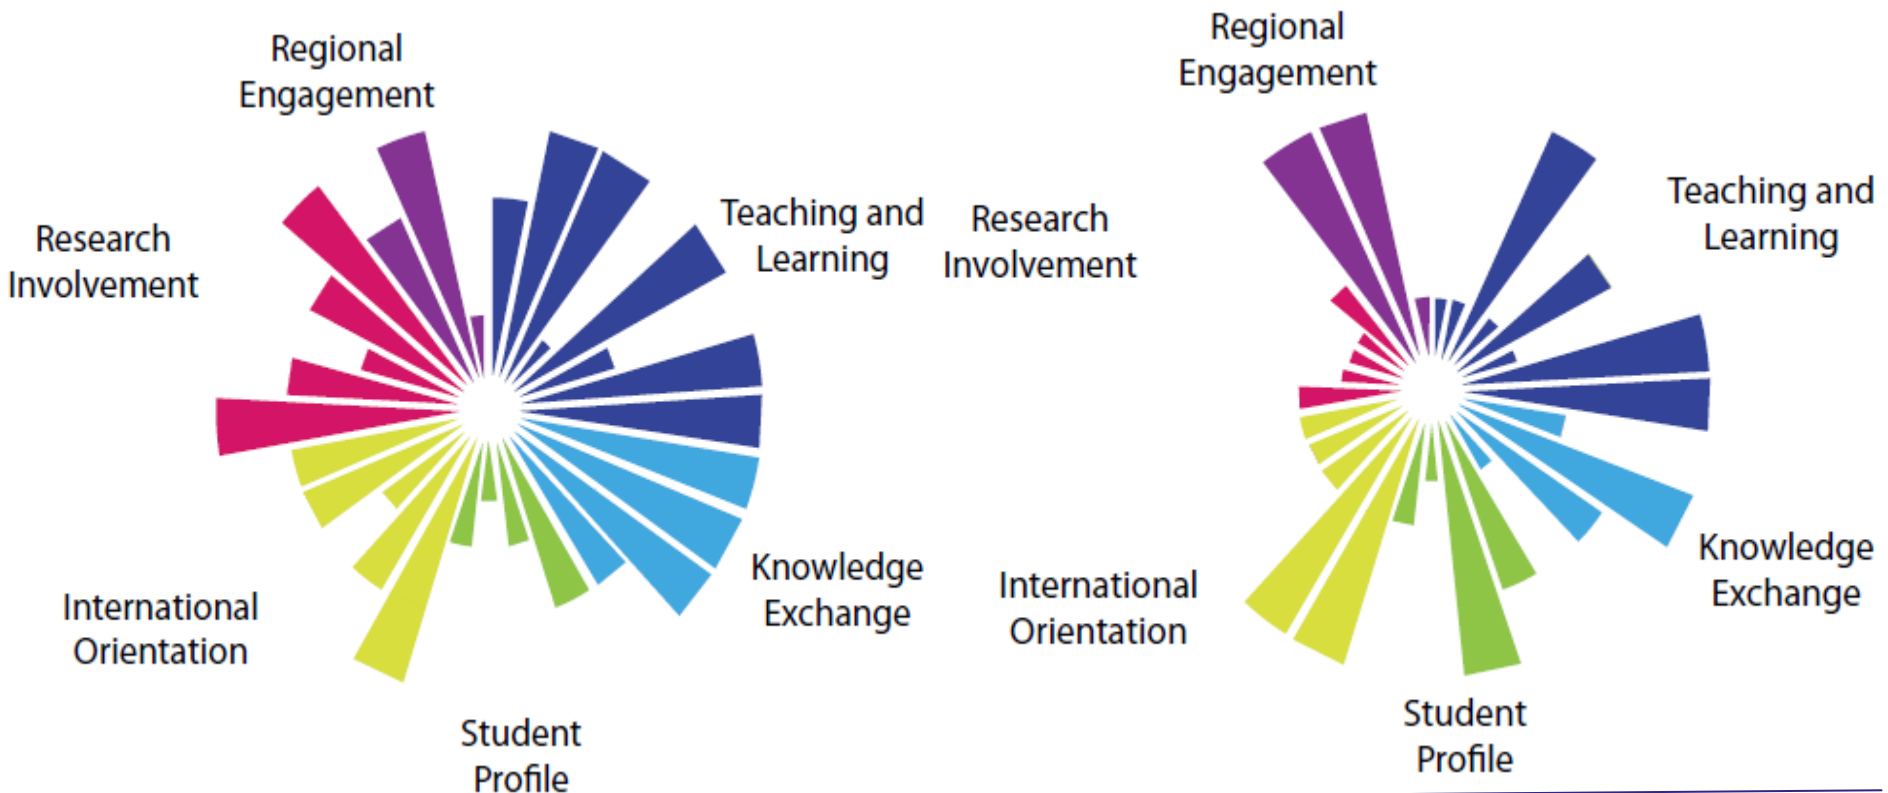 Regional
Engagement
Teaching and
Learning
Research
Involvement
International
Orientation
Knowledge
Exchange
Student
Profile
Regional
Engagement
Teaching and
Learning
Research
Involvement
International
Orientation
Knowledge
Exchange
Student
Profile